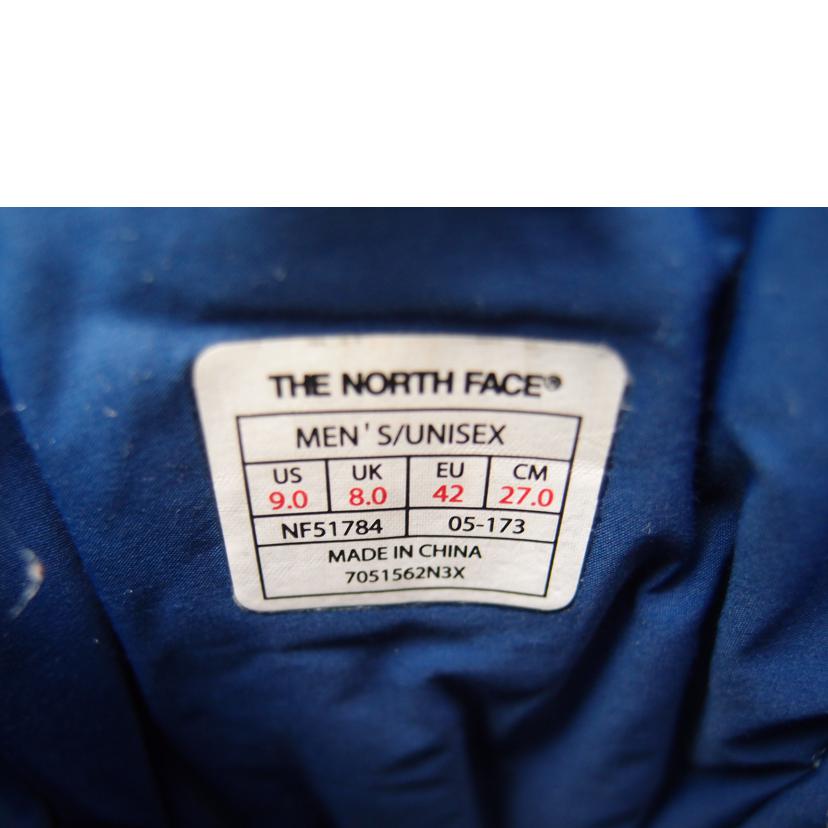 THE NORTH FACE®
MEN'S/UNISEX
US UK EU CM
9.0 8.0 42 27.0
NF51784 05-173
MADE IN CHINA
7051562N3X